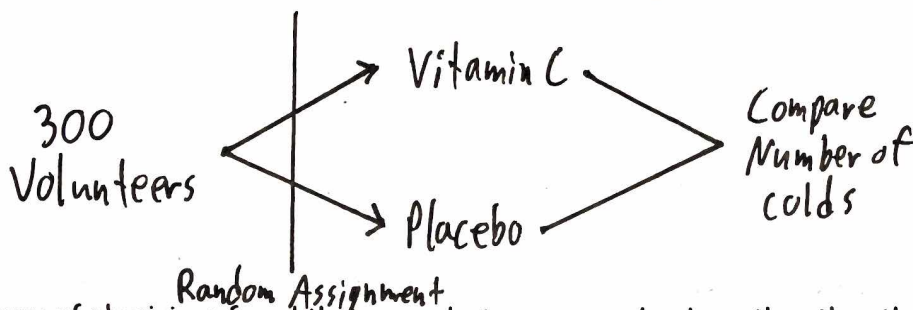 300
Volunteers
Vitamin C
Placebo
Compare
Number of
colds
Random Assignment